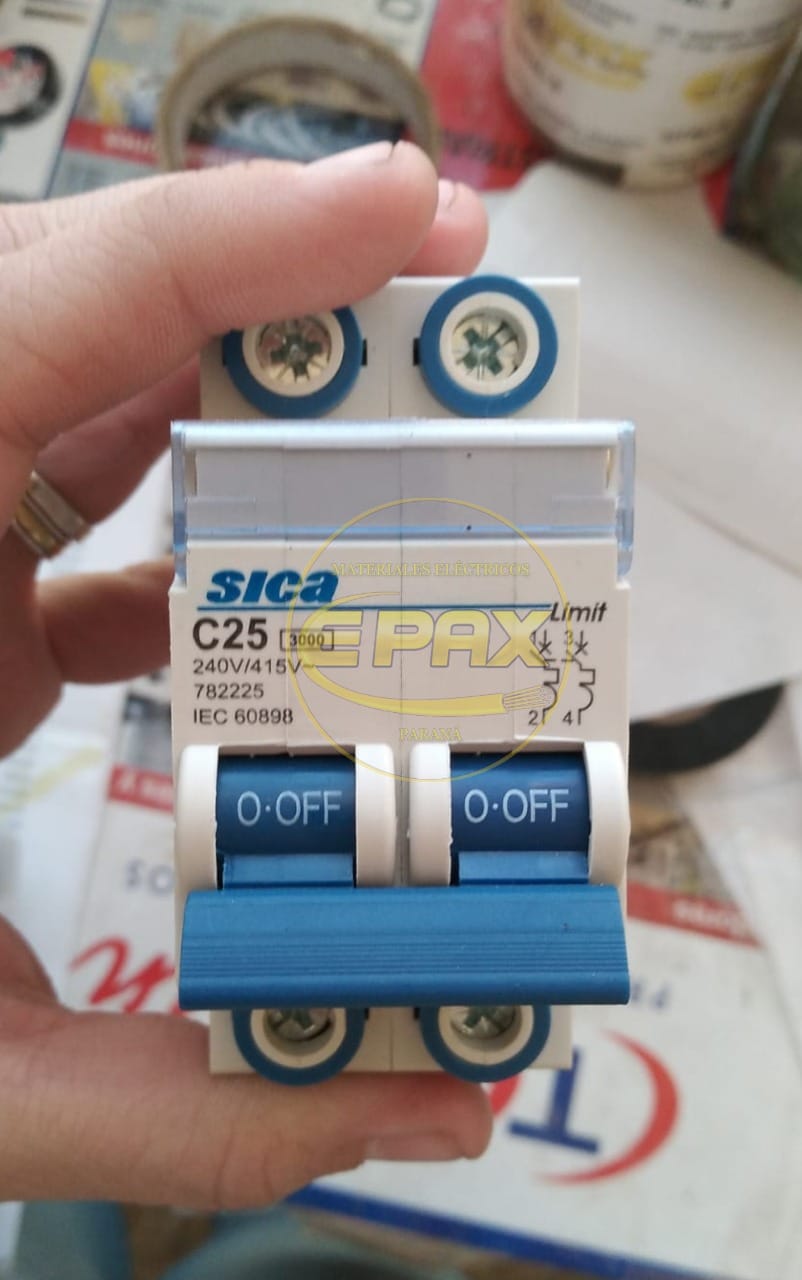 EPAX
sica
Limit
C25 3000
240V/415V~
782225
IEC 60898
1 3
2 4
MATERIALES ELÉCTRICOS
EPAX
PARANÁ
O·OFF O·OFF